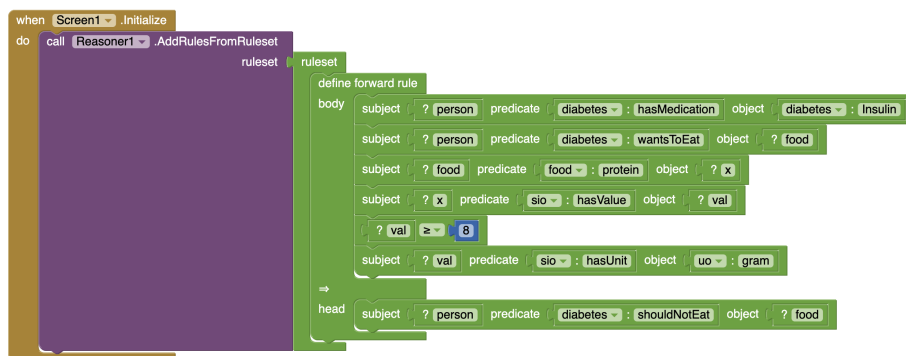 when Screen1 .Initialize
do call Reasoner1 .AddRulesFromRuleset
ruleset ruleset
define forward rule
body subject ? person predicate diabetes : hasMedication object diabetes : Insulin
subject ? person predicate diabetes : wantsToEat object ? food
subject ? food predicate food : protein object ? x
subject ? x predicate sio : hasValue object ? val
? val ≥ 8
subject ? val predicate sio : hasUnit object uo : gram
⇒
head subject ? person predicate diabetes : shouldNotEat object ? food